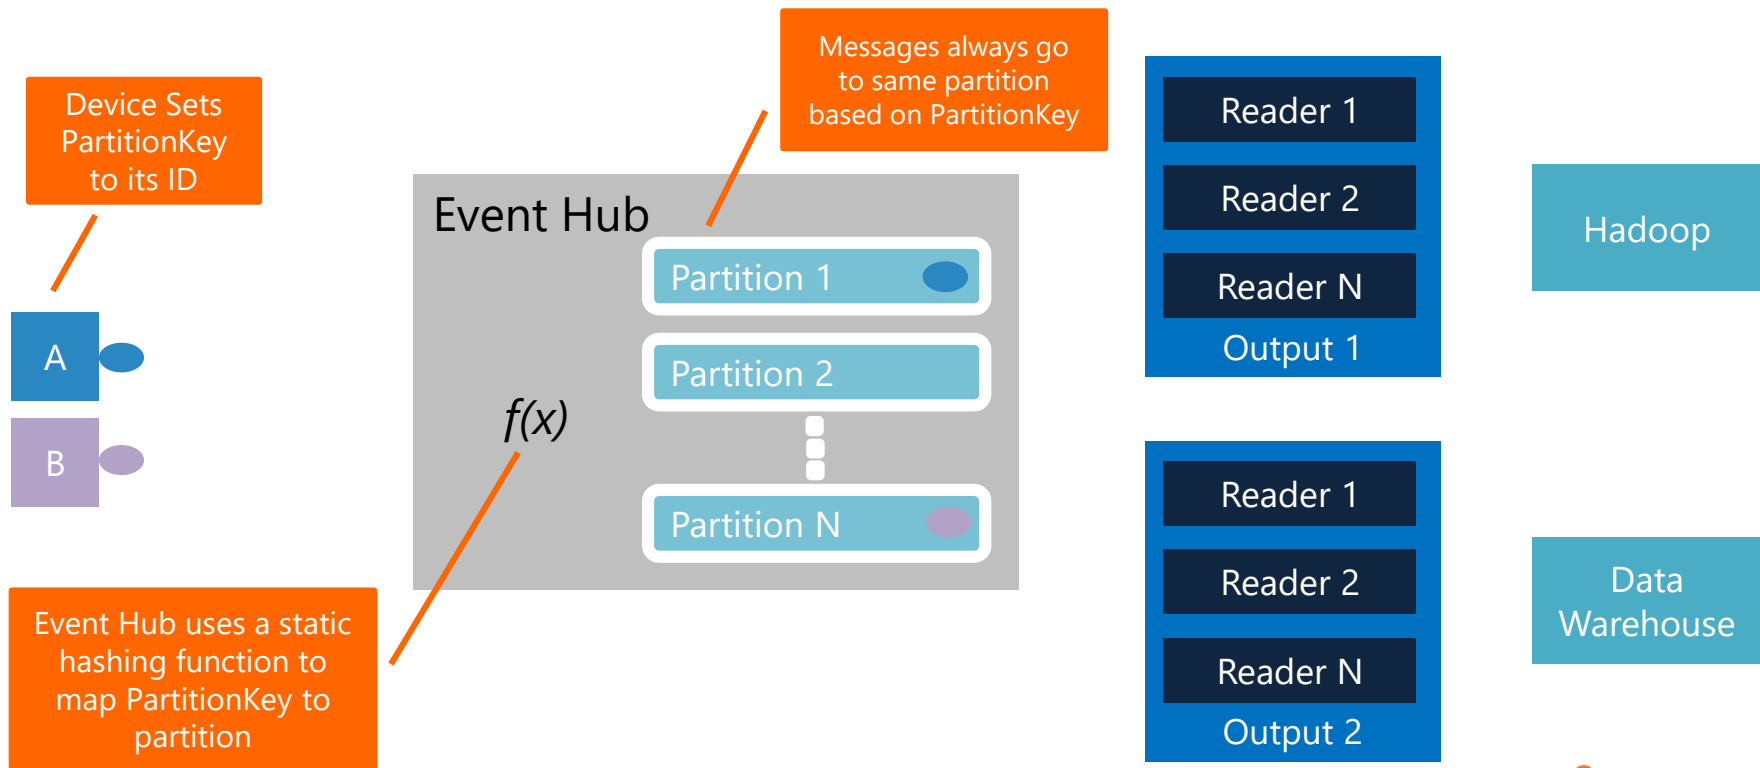 Device Sets
PartitionKey
to its ID
A
B
Event Hub uses a static
hashing function to
map PartitionKey to
partition
Event Hub
f(x)
Messages always go
to same partition
based on PartitionKey
Partition 1
Partition 2
Partition N
Reader 1
Reader 2
Reader N
Output 1
Reader 1
Reader 2
Reader N
Output 2
Hadoop
Data
Warehouse